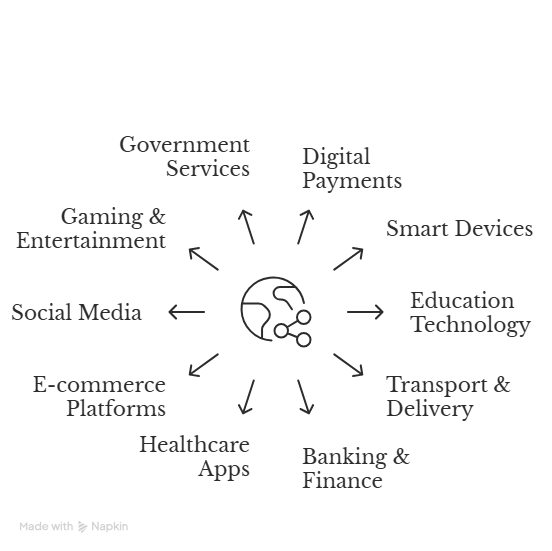 Government
Services
Digital
Payments
Gaming &
Entertainment
Smart Devices
Social Media
Education
Technology
E-commerce
Platforms
Transport &
Delivery
Healthcare
Apps
Banking &
Finance
Made with Napkin